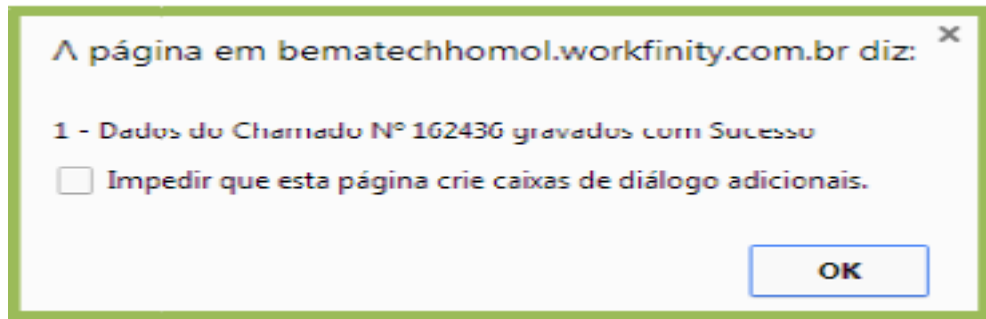 A página em bematechhomol.workfinity.com.br diz:
1 - Dados do Chamado Nº 162436 gravados com Sucesso
Impedir que esta página crie caixas de diálogo adicionais.
OK